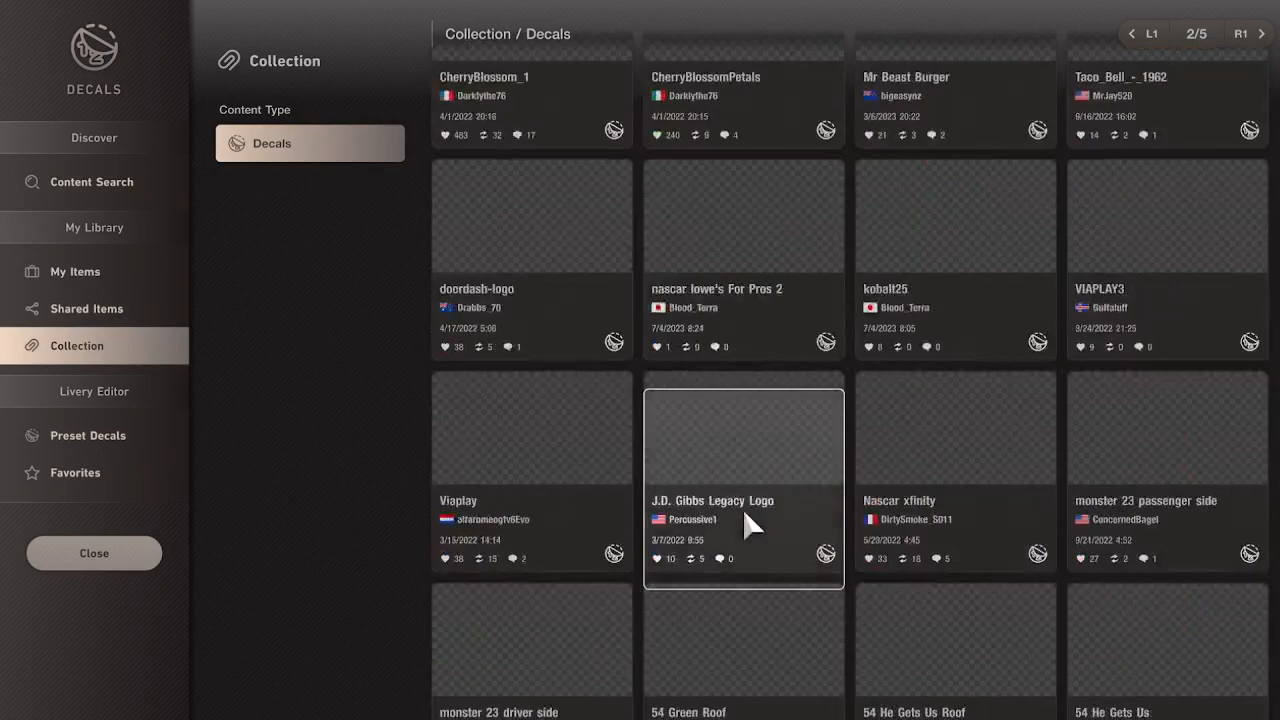 DECALS
Discover
Content Search
My Library
My Items
Shared Items
Collection
Livery Editor
Preset Decals
Favorites
Close
Collection
Content Type
Decals
Collection / Decals
L1 2/5 R1
CherryBlossom_1
Darklythe76
4/1/2022 20:16
483 32 17
CherryBlossomPetals
Darklythe76
4/1/2022 20:15
240 9 4
Mr Beast Burger
bigeasynz
3/6/2023 20:22
21 3 2
Taco_Bell_-_1962
MrJay520
9/16/2022 16:02
14 2 1
doordash-logo
Drabbs_70
4/17/2022 5:06
38 5 1
nascar lowe's For Pros 2
Blood_Terra
7/4/2023 8:24
1 0 0
kobalt25
Blood_Terra
7/4/2023 8:05
8 0 0
VIAPLAY3
Gulfstuff
9/24/2022 21:25
9 0 0
Viaplay
alfaromeogtv6Evo
3/15/2022 14:14
38 15 2
J.D. Gibbs Legacy Logo
Percussive1
3/7/2022 9:55
10 5 0
Nascar xfinity
DirtySmoke_S011
5/29/2022 4:45
33 16 5
monster 23 passenger side
ConcernedBagel
9/21/2022 4:52
27 2 1
monster 23 driver side
54 Green Roof
54 He Gets Us Roof
54 He Gets Us